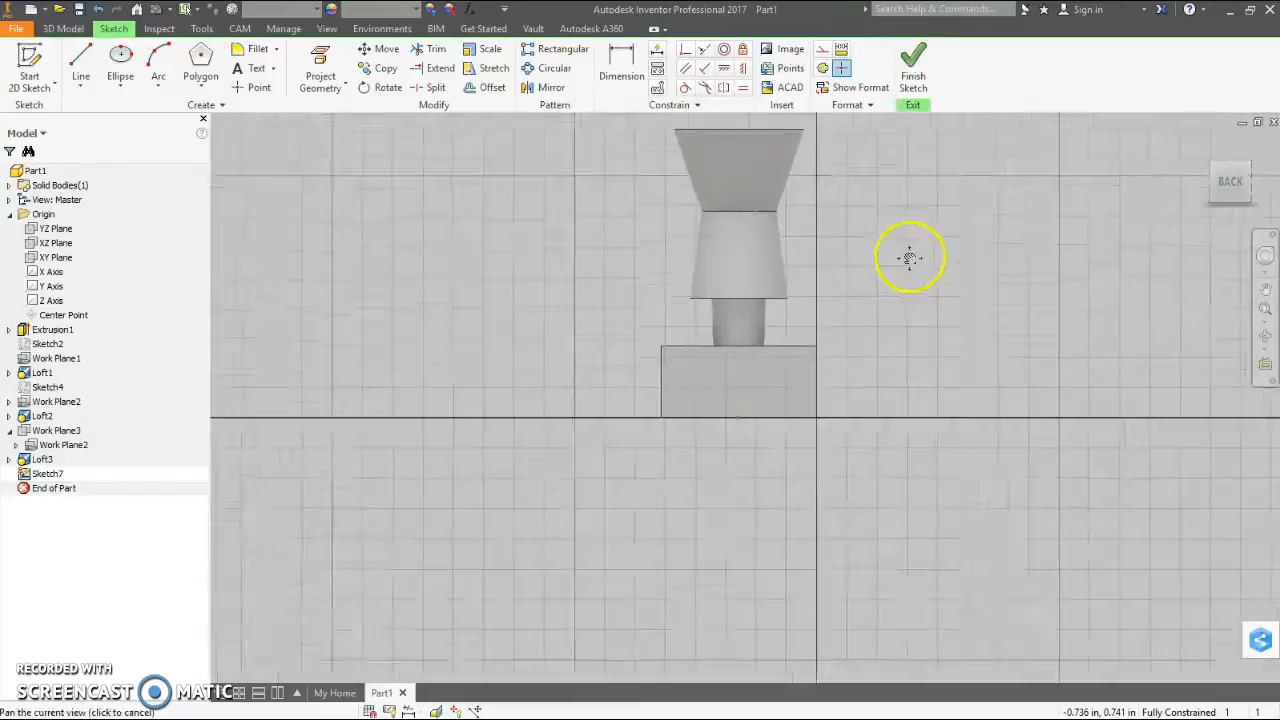 Autodesk Inventor Professional 2017 Part1
Search Help & Commands...
Sign In
PRO
File
3D Model
Sketch
Inspect
Tools
CAM
Manage
View
Environments
BIM
Get Started
Vault
Autodesk A360
Start
2D Sketch
Line
Ellipse
Arc
Polygon
Fillet
Text
Point
Project
Geometry
Move
Copy
Rotate
Trim
Extend
Split
Scale
Stretch
Offset
Rectangular
Circular
Mirror
Dimension
Image
Points
ACAD
Show Format
Finish
Sketch
Sketch
Create
Modify
Pattern
Constrain
Insert
Format
Exit
Model
Part1
Solid Bodies(1)
View: Master
Origin
YZ Plane
XZ Plane
XY Plane
X Axis
Y Axis
Z Axis
Center Point
Extrusion1
Sketch2
Work Plane1
Loft1
Sketch4
Work Plane2
Loft2
Work Plane3
Work Plane2
Loft3
Sketch7
End of Part
BACK
RECORDED WITH
SCREENCAST MATIC
My Home
Part1
Pan the current view (click to cancel)
-0.736 in, 0.741 in
Fully Constrained
1
1